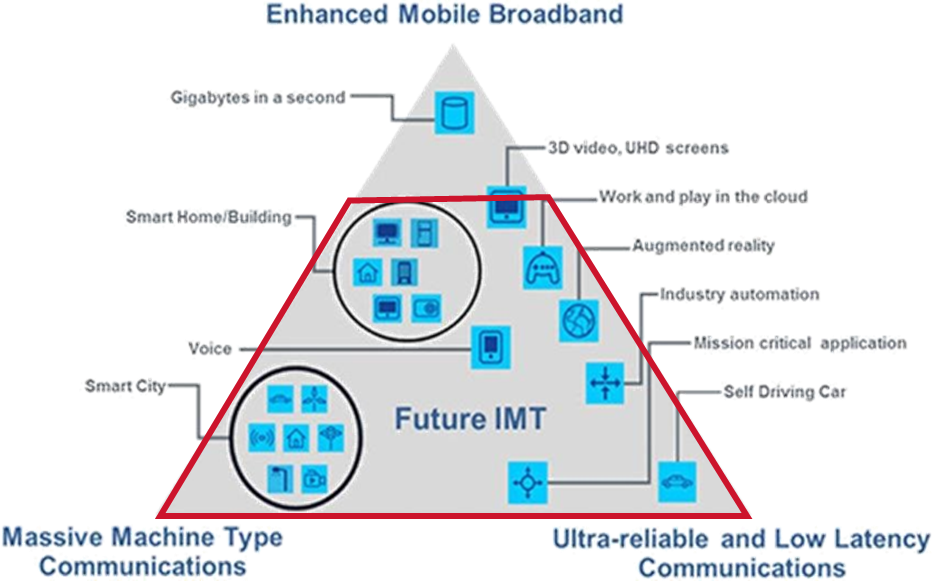 Enhanced Mobile Broadband
Gigabytes in a second
3D video, UHD screens
Work and play in the cloud
Smart Home/Building
Augmented reality
Industry automation
Voice
Mission critical application
Smart City
Self Driving Car
Future IMT
Massive Machine Type
Communications
Ultra-reliable and Low Latency
Communications